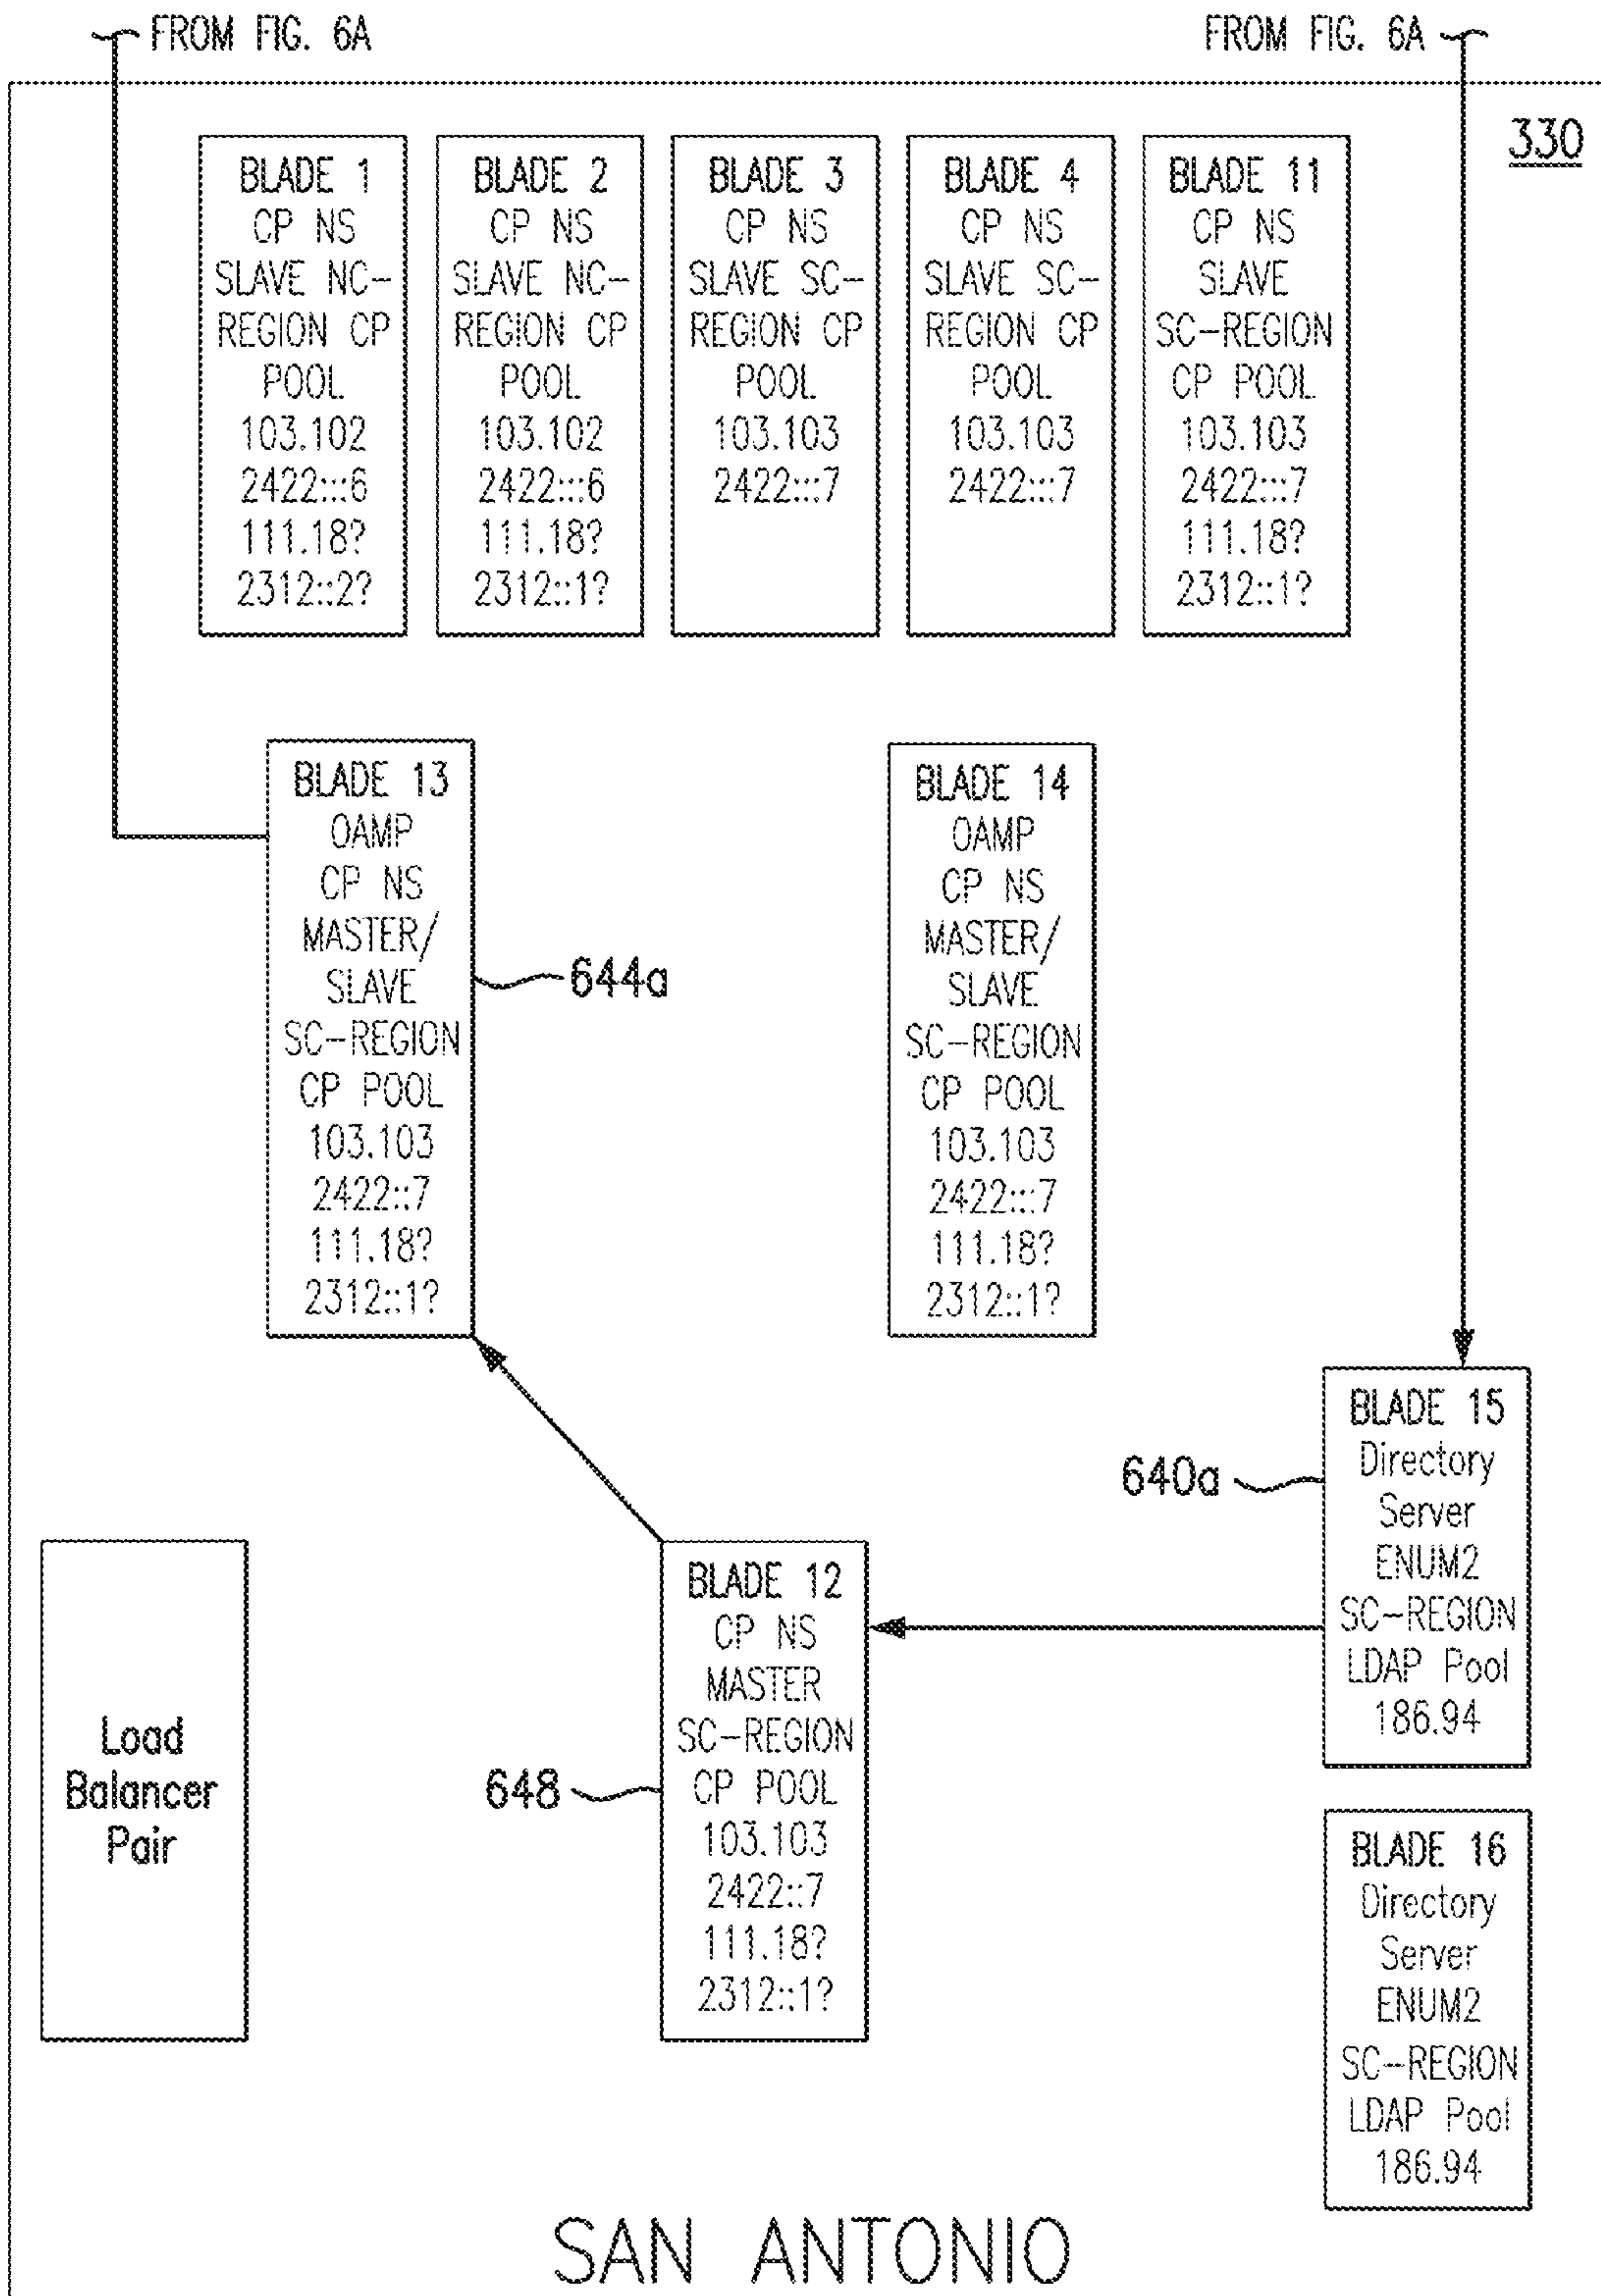 FROM FIG. 6A
FROM FIG. 6A
330
BLADE 1
CP NS
SLAVE NC-
REGION CP
POOL
103.102
2422:::6
111.18?
2312::2?
BLADE 2
CP NS
SLAVE NC-
REGION CP
POOL
103.102
2422:::6
111.18?
2312::1?
BLADE 3
CP NS
SLAVE SC-
REGION CP
POOL
103.103
2422:::7
BLADE 4
CP NS
SLAVE SC-
REGION CP
POOL
103.103
2422:::7
BLADE 11
CP NS
SLAVE
SC-REGION
CP POOL
103.103
2422:::7
111.18?
2312::1?
BLADE 13
OAMP
CP NS
MASTER/
SLAVE
SC-REGION
CP POOL
103.103
2422::7
111.18?
2312::1?
644a
BLADE 14
OAMP
CP NS
MASTER/
SLAVE
SC-REGION
CP POOL
103.103
2422:::7
111.18?
2312::1?
640a
BLADE 15
Directory
Server
ENUM2
SC-REGION
LDAP Pool
186.94
Load
Balancer
Pair
648
BLADE 12
CP NS
MASTER
SC-REGION
CP POOL
103.103
2422::7
111.18?
2312::1?
BLADE 16
Directory
Server
ENUM2
SC-REGION
LDAP Pool
186.94
SAN ANTONIO